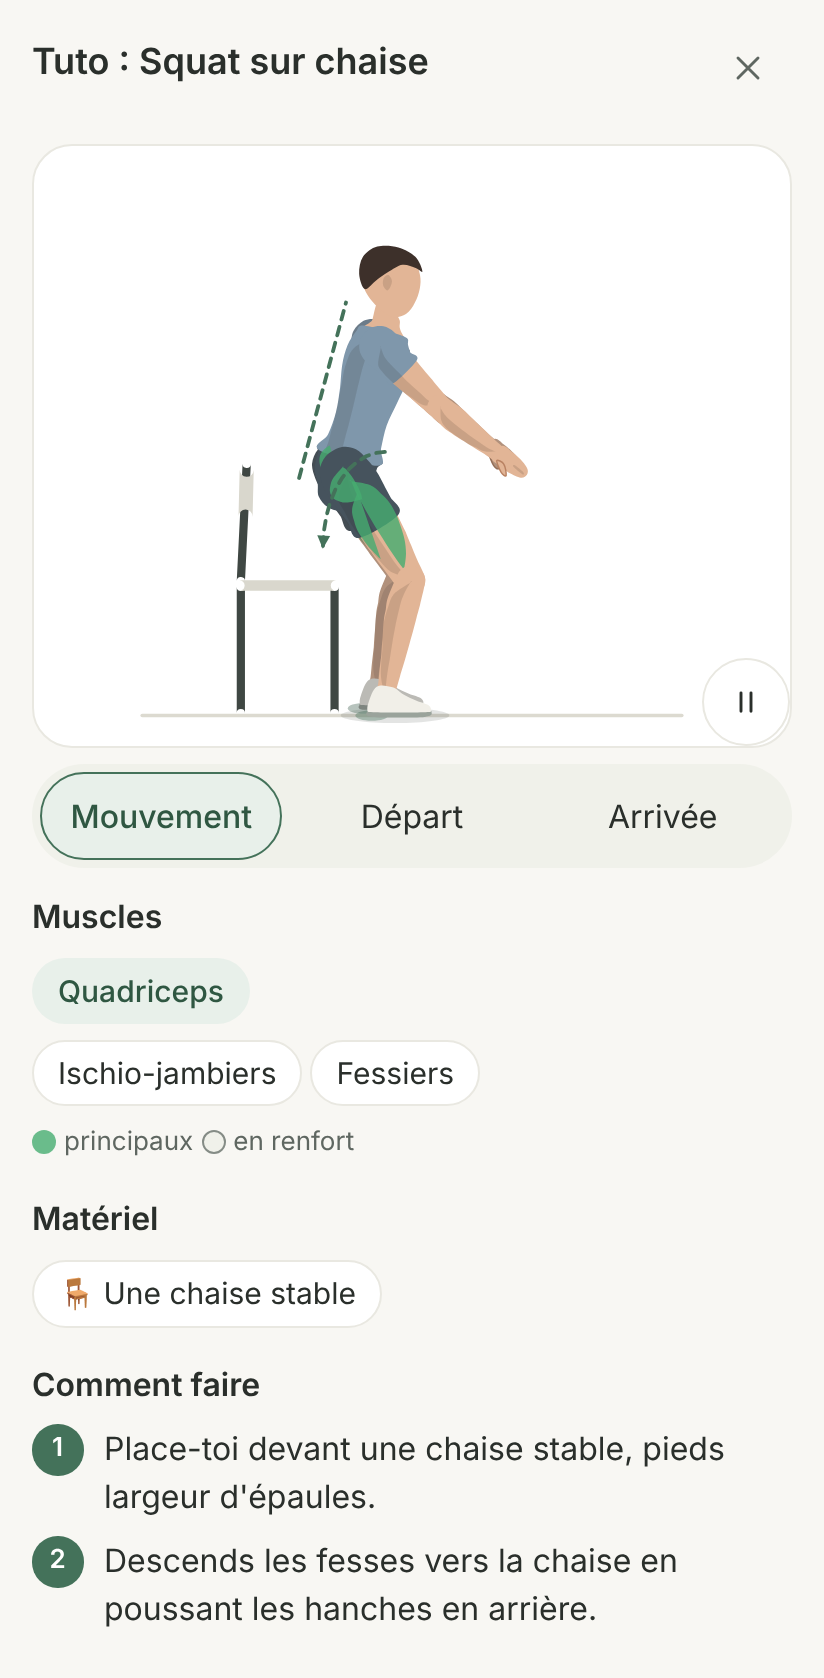 Tuto : Squat sur chaise
Mouvement
Départ
Arrivée
Muscles
Quadriceps
Ischio-jambiers
Fessiers
principaux
en renfort
Matériel
Une chaise stable
Comment faire
1
Place-toi devant une chaise stable, pieds
largeur d'épaules.
2
Descends les fesses vers la chaise en
poussant les hanches en arrière.